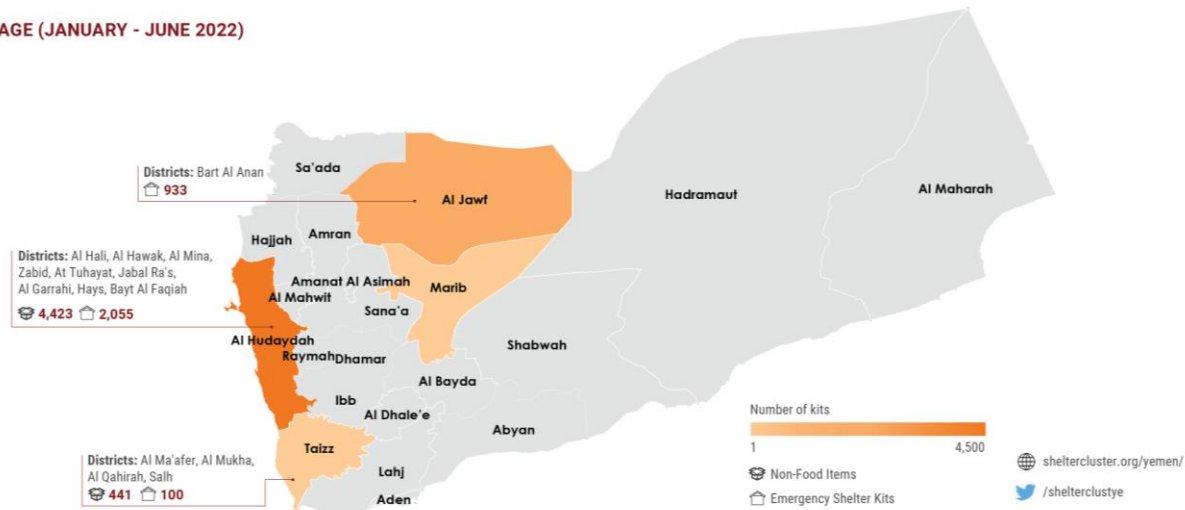 AGE (JANUARY - JUNE 2022)
Districts: Bart Al Anan
933
Districts: Al Hali, Al Hawak, Al Mina,
Zabid, At Tuhayat, Jabal Ra's,
Al Garrahi, Hays, Bayt Al Faqiah
4,423 2,055
Districts: Al Ma'afer, Al Mukha,
Al Qahirah, Salh
441 100
Sa'ada
Al Jawf
Hadramaut
Al Maharah
Hajjah
Amran
Amanat Al Asimah
Marib
Al Mahwit
Sana'a
Al Hudaydah
Raymah
Dhamar
Shabwah
Al Bayda
Ibb
Al Dhale'e
Abyan
Taizz
Lahj
Aden
Number of kits
1 4,500
Non-Food Items
Emergency Shelter Kits
sheltercluster.org/yemen/
/shelterclustye